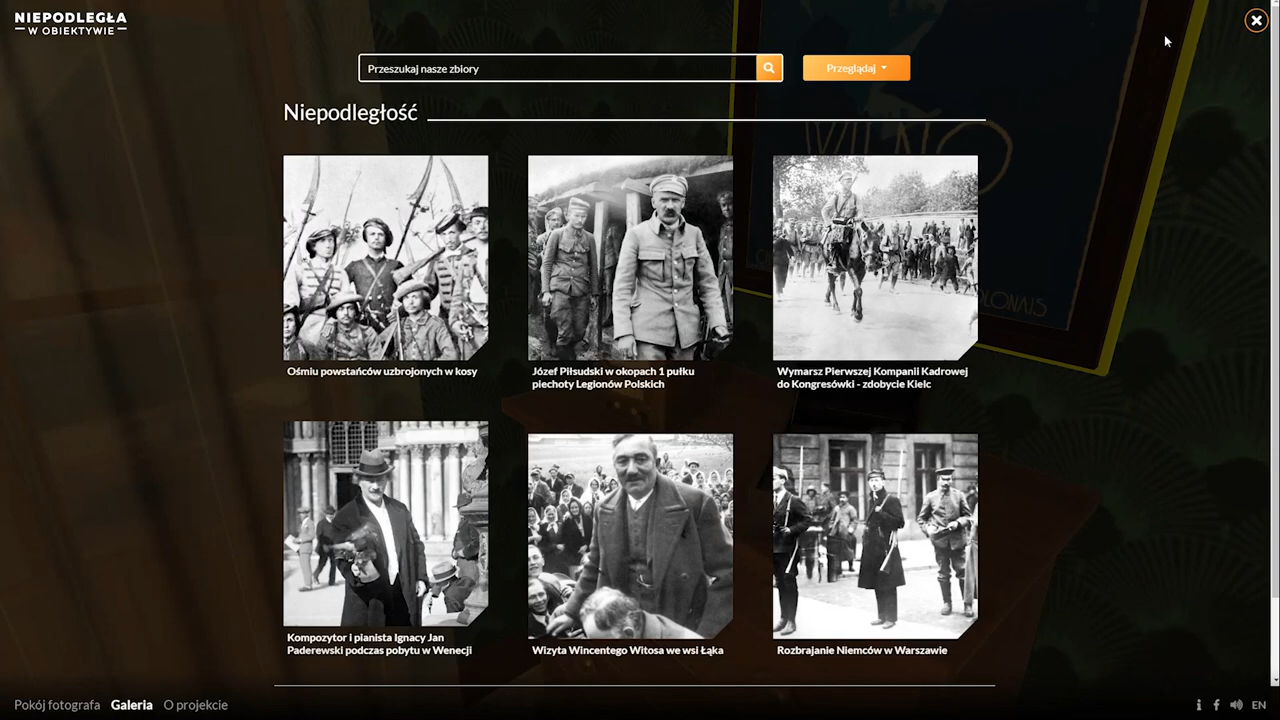 NIEPODLEGŁA
W OBIEKTYWIE
Przeszukaj nasze zbiory
Przeglądaj
Niepodległość
WILNO
POLONAIS
Ośmiu powstańców uzbrojonych w kosy
Józef Piłsudski w okopach 1 pułku
piechoty Legionów Polskich
Wymarsz Pierwszej Kompanii Kadrowej
do Kongresówki - zdobycie Kielc
Kompozytor i pianista Ignacy Jan
Paderewski podczas pobytu w Wenecji
Wizyta Wincentego Witosa we wsi Łąka
Rozbrajanie Niemców w Warszawie
Pokój fotografa Galeria O projekcie
EN